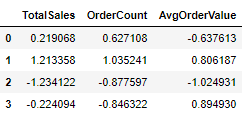 TotalSales OrderCount AvgOrderValue
0 0.219068 0.627108 -0.637613
1 1.213358 1.035241 0.806187
2 -1.234122 -0.877597 -1.024931
3 -0.224094 -0.846322 0.894930